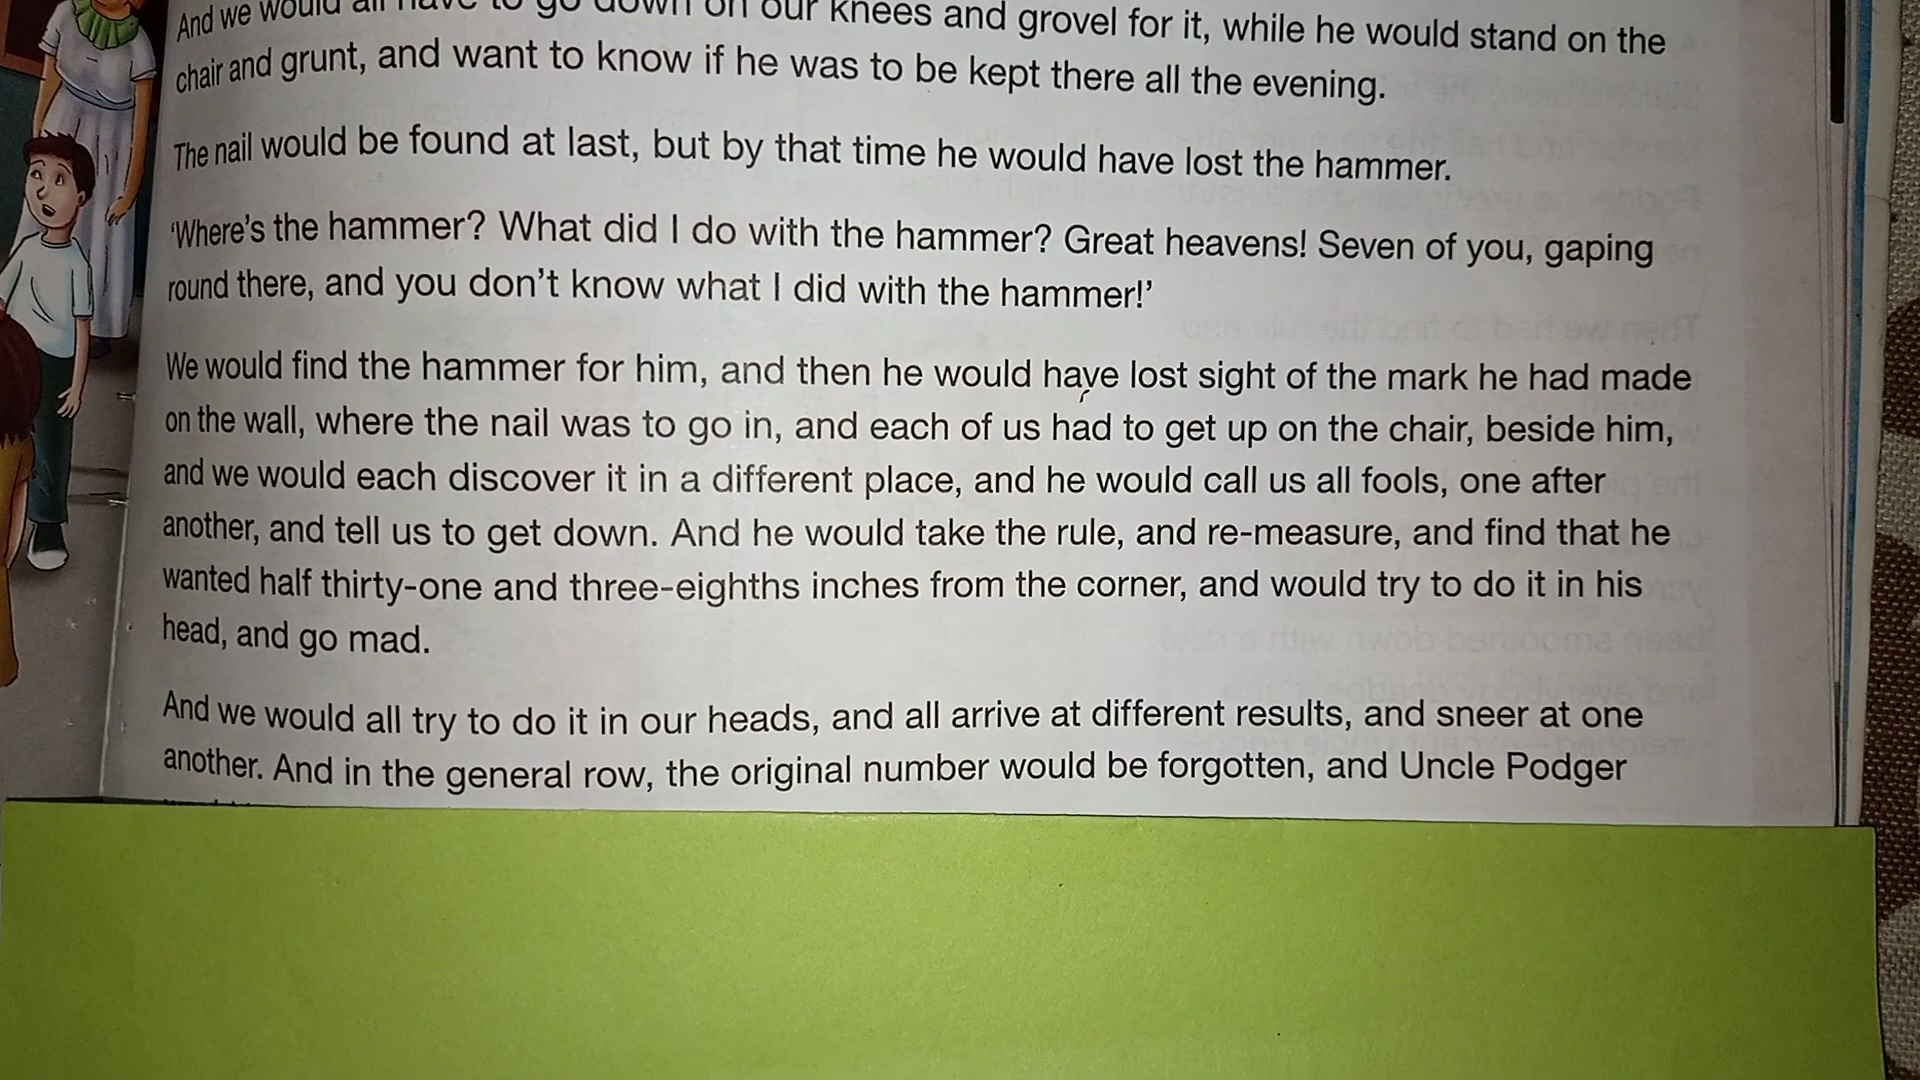 And we would all have to go down on our knees and grovel for it, while he would stand on the
chair and grunt, and want to know if he was to be kept there all the evening.
The nail would be found at last, but by that time he would have lost the hammer.
‘Where’s the hammer? What did I do with the hammer? Great heavens! Seven of you, gaping
round there, and you don’t know what I did with the hammer!’
We would find the hammer for him, and then he would have lost sight of the mark he had made
on the wall, where the nail was to go in, and each of us had to get up on the chair, beside him,
and we would each discover it in a different place, and he would call us all fools, one after
another, and tell us to get down. And he would take the rule, and re-measure, and find that he
wanted half thirty-one and three-eighths inches from the corner, and would try to do it in his
head, and go mad.
And we would all try to do it in our heads, and all arrive at different results, and sneer at one
another. And in the general row, the original number would be forgotten, and Uncle Podger